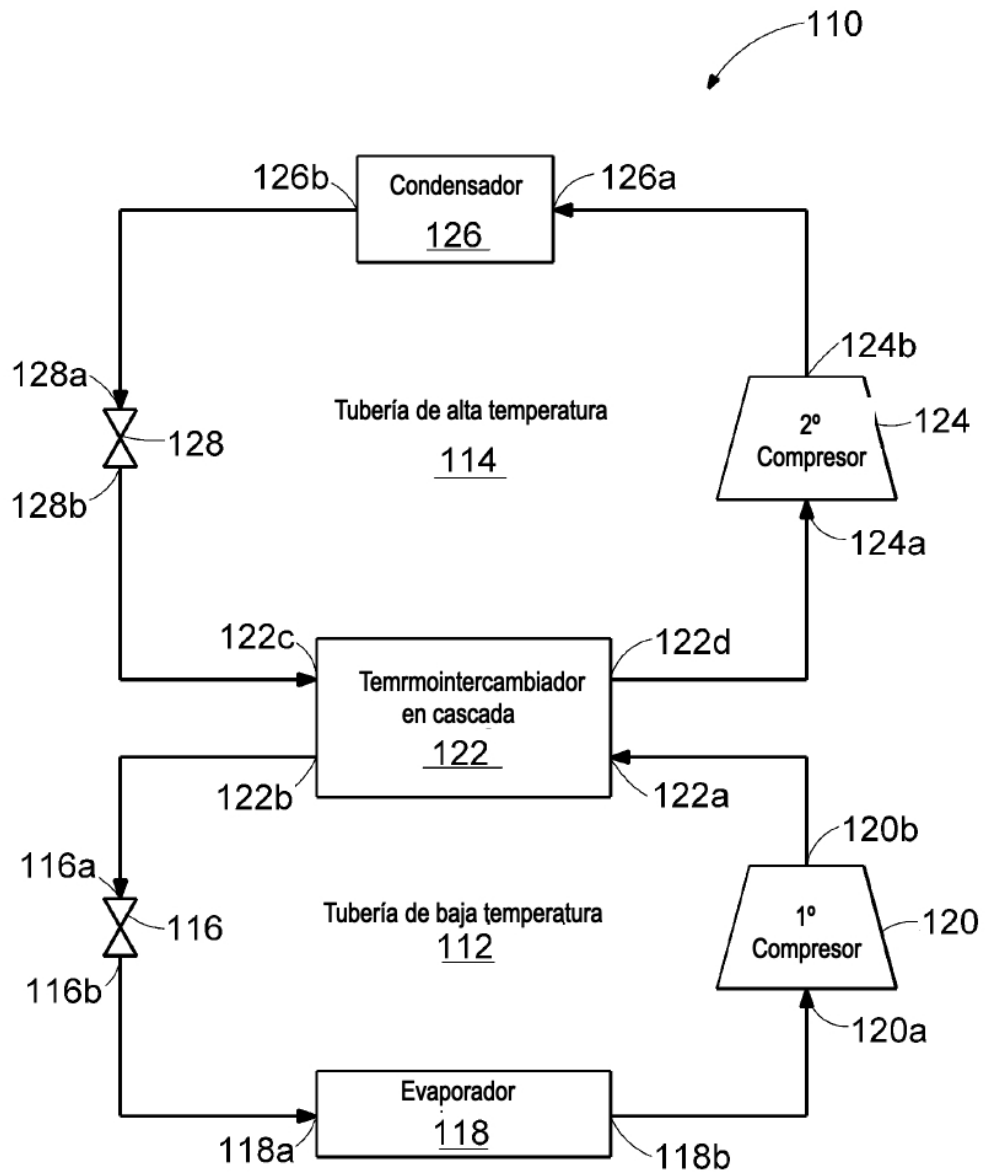 110
126b
Condensador
126
126a
128a
128
128b
Tubería de alta temperatura
114
124b
2º
Compresor
124
124a
122c
Temrmointercambiador
en cascada
122
122d
122b
122a
116a
116
116b
Tubería de baja temperatura
112
120b
1º
Compresor
120
120a
Evaporador
118
118a
118b